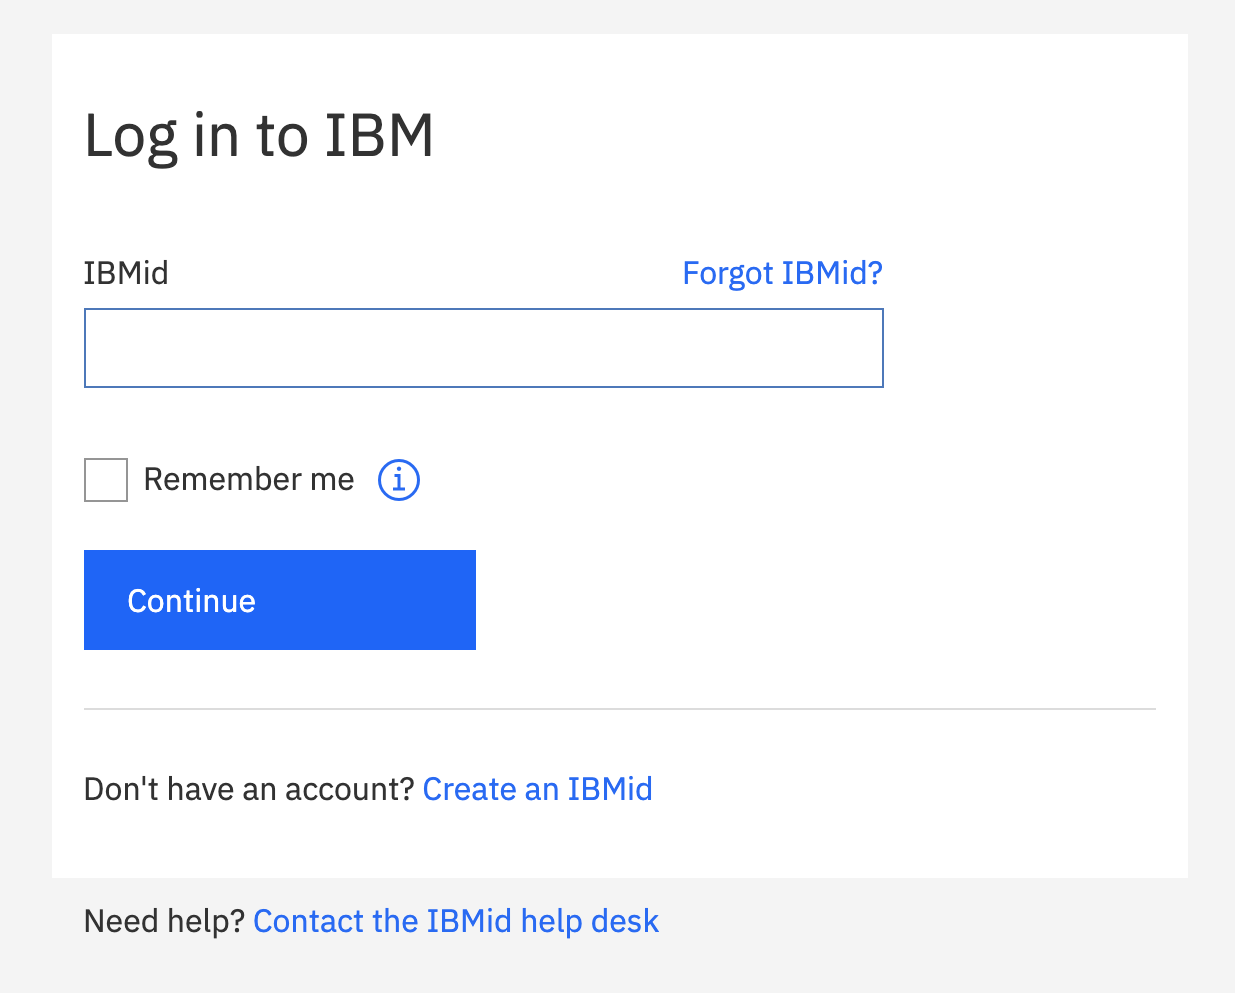 Log in to IBM
IBMid Forgot IBMid?
Remember me
Continue
Don't have an account? Create an IBMid
Need help? Contact the IBMid help desk